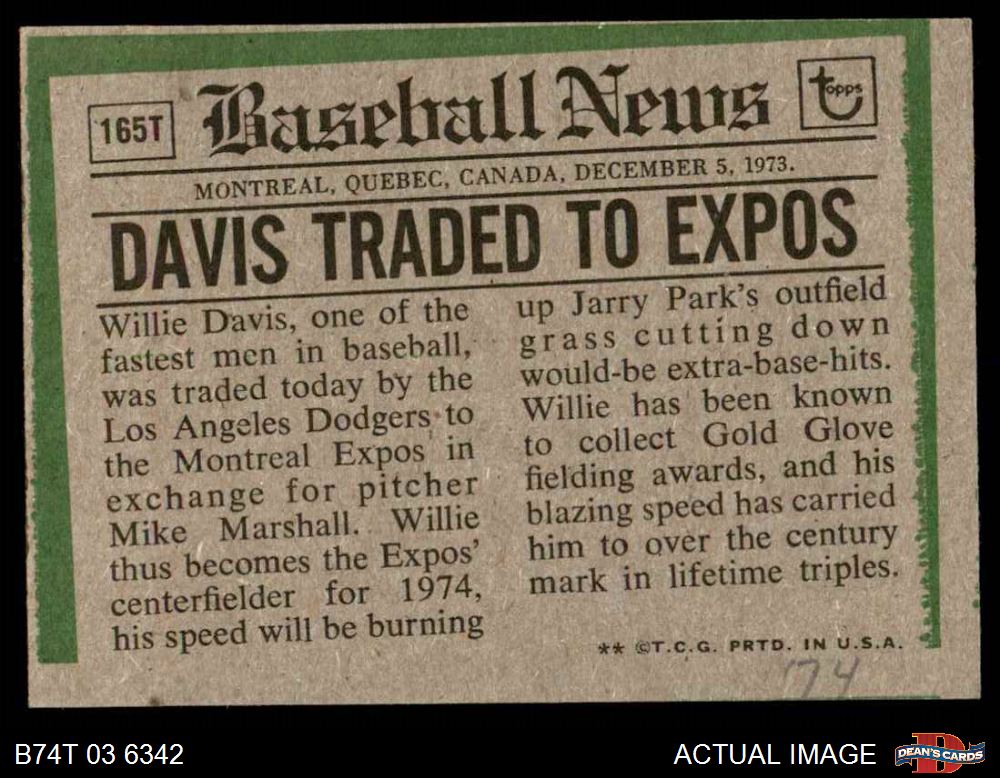 165T
Baseball News
topps
MONTREAL, QUEBEC, CANADA, DECEMBER 5, 1973.
DAVIS TRADED TO EXPOS
Willie Davis, one of the
fastest men in baseball,
was traded today by the
Los Angeles Dodgers to
the Montreal Expos in
exchange for pitcher
Mike Marshall. Willie
thus becomes the Expos'
centerfielder for 1974,
his speed will be burning
up Jarry Park's outfield
grass cutting down
would-be extra-base-hits.
Willie has been known
to collect Gold Glove
fielding awards, and his
blazing speed has carried
him to over the century
mark in lifetime triples.
** ©T.C.G. PRTD. IN U.S.A.
'74
B74T 03 6342
ACTUAL IMAGE
DEAN'S CARDS